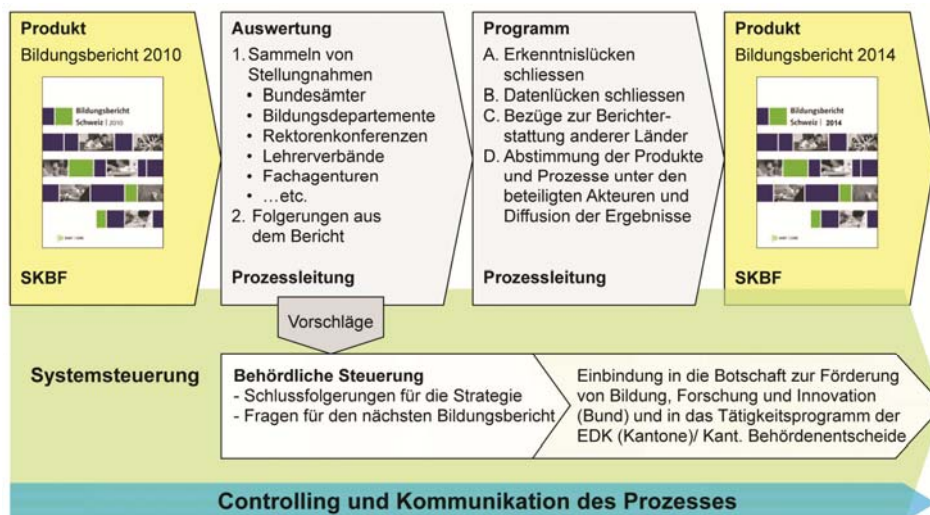 Produkt
Bildungsbericht 2010
Bildungsbericht
Schweiz | 2010
SKBF
Auswertung
1. Sammeln von
Stellungnahmen
• Bundesämter
• Bildungsdepartemente
• Rektorenkonferenzen
• Lehrerverbände
• Fachagenturen
• …etc.
2. Folgerungen aus
dem Bericht
Prozessleitung
Programm
A. Erkenntnislücken
schliessen
B. Datenlücken schliessen
C. Bezüge zur Berichter-
stattung anderer Länder
D. Abstimmung der Produkte
und Prozesse unter den
beteiligten Akteuren und
Diffusion der Ergebnisse
Prozessleitung
Produkt
Bildungsbericht 2014
Bildungsbericht
Schweiz | 2014
SKBF
Vorschläge
Systemsteuerung
Behördliche Steuerung
- Schlussfolgerungen für die Strategie
- Fragen für den nächsten Bildungsbericht
Einbindung in die Botschaft zur Förderung
von Bildung, Forschung und Innovation
(Bund) und in das Tätigkeitsprogramm der
EDK (Kantone)/ Kant. Behördenentscheide
Controlling und Kommunikation des Prozesses